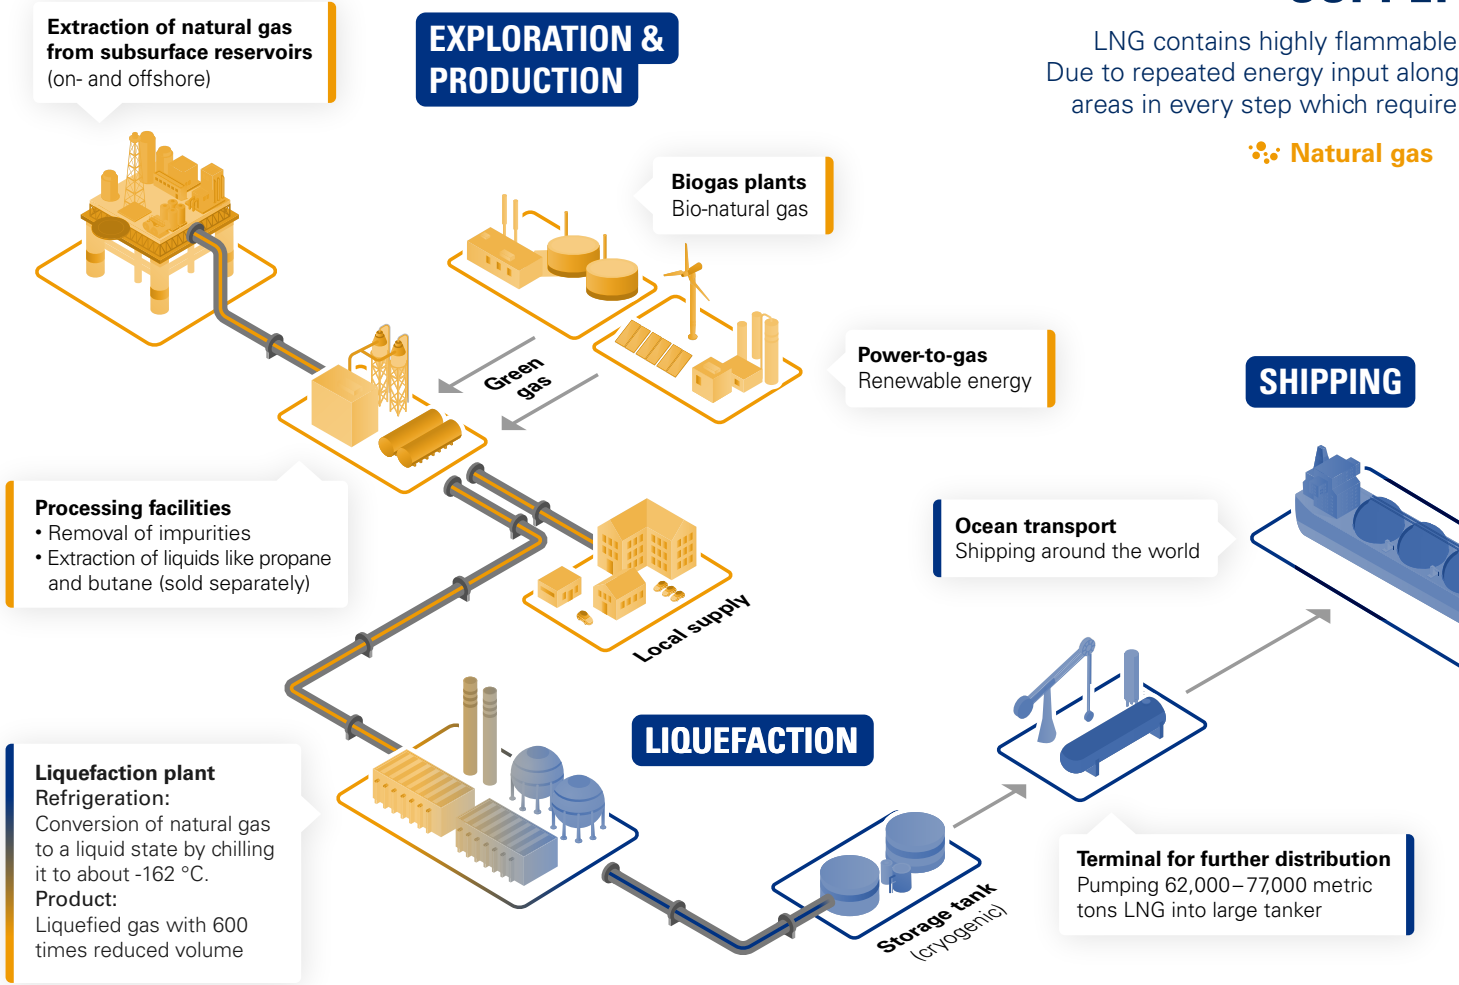 Extraction of natural gas
from subsurface reservoirs
(on- and offshore)
EXPLORATION &
PRODUCTION
LNG contains highly flammable
Due to repeated energy input along
areas in every step which require
Natural gas
Biogas plants
Bio-natural gas
Power-to-gas
Renewable energy
Green
gas
SHIPPING
Processing facilities
• Removal of impurities
• Extraction of liquids like propane
and butane (sold separately)
Ocean transport
Shipping around the world
Local supply
LIQUEFACTION
Liquefaction plant
Refrigeration:
Conversion of natural gas
to a liquid state by chilling
it to about -162 °C.
Product:
Liquefied gas with 600
times reduced volume
Storage tank
(cryogenic)
Terminal for further distribution
Pumping 62,000–77,000 metric
tons LNG into large tanker